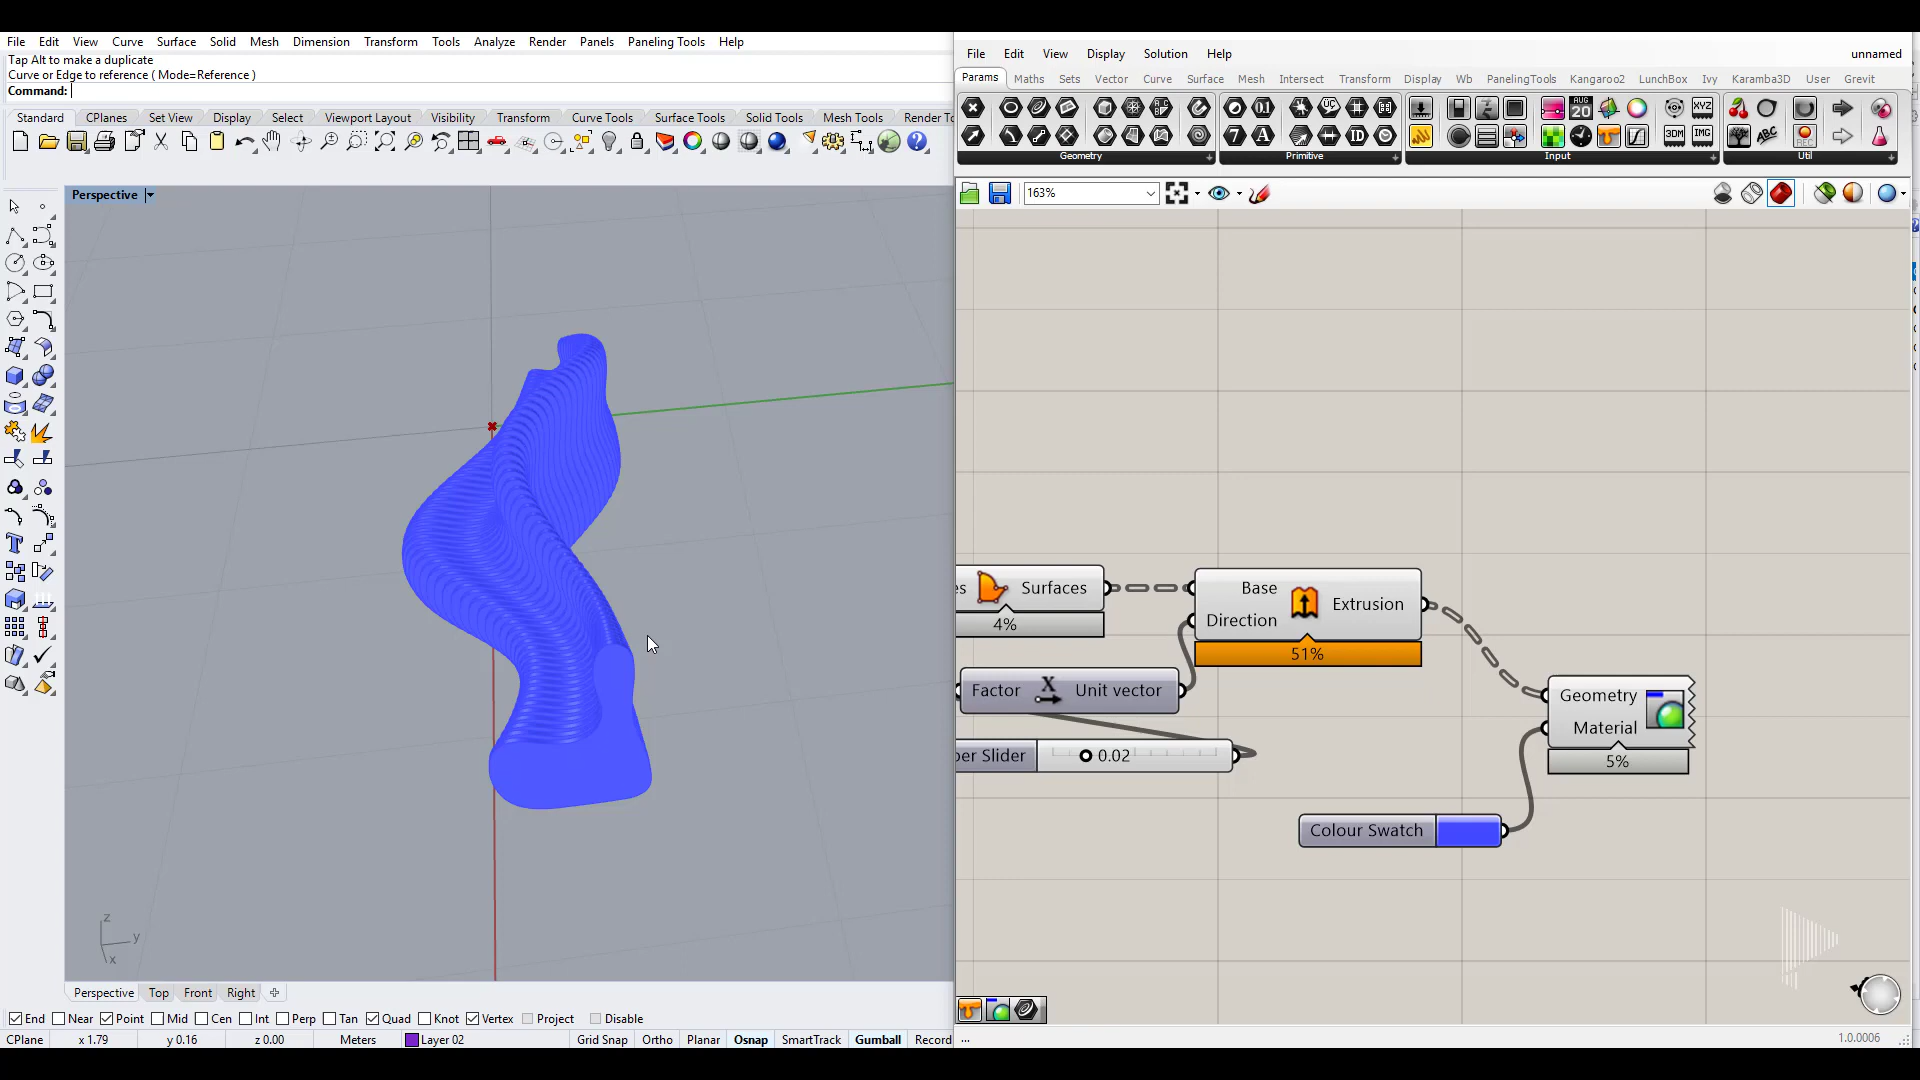 File Edit View Curve Surface Solid Mesh Dimension Transform Tools Analyze Render Panels Paneling Tools Help
Tap Alt to make a duplicate
Curve or Edge to reference ( Mode=Reference )
Command:
Standard CPlanes Set View Display Select Viewport Layout Visibility Transform Curve Tools Surface Tools Solid Tools Mesh Tools Render To
Perspective
z
y
x
Perspective Top Front Right
End Near Point Mid Cen Int Perp Tan Quad Knot Vertex Project Disable
CPlane x 1.79 y 0.16 z 0.00 Meters Layer 02 Grid Snap Ortho Planar Osnap SmartTrack Gumball Record
File Edit View Display Solution Help unnamed
Params Maths Sets Vector Curve Surface Mesh Intersect Transform Display Wb PanelingTools Kangaroo2 LunchBox Ivy Karamba3D User Grevit
Geometry Primitive Input Util
163%
es Surfaces
4%
Base
Direction
Extrusion
51%
Factor X Unit vector
ber Slider 0.02
Geometry
Material
5%
Colour Swatch
...
1.0.0006